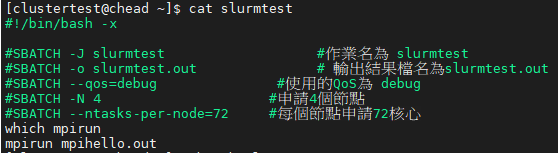 [clustertest@chead ~]$ cat slurmtest
#!/bin/bash -x
#SBATCH -J slurmtest #作業名為 slurmtest
#SBATCH -o slurmtest.out # 輸出結果檔名為slurmtest.out
#SBATCH --qos=debug #使用的QoS為 debug
#SBATCH -N 4 #申請4個節點
#SBATCH --ntasks-per-node=72 #每個節點申請72核心
which mpirun
mpirun mpihello.out